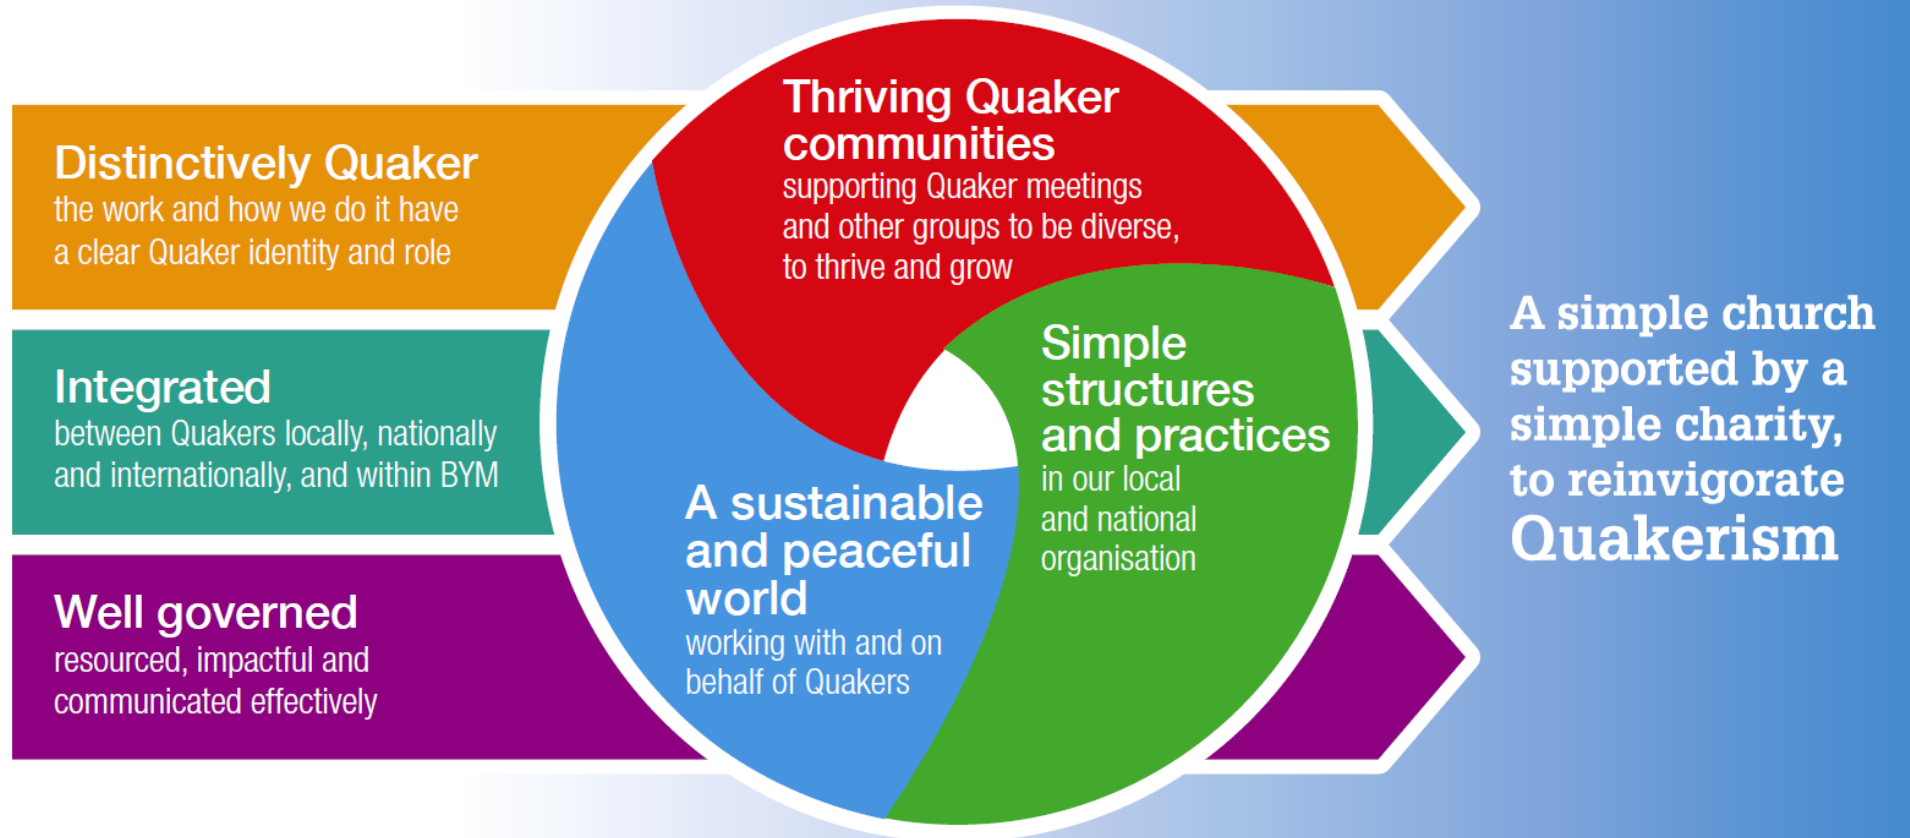 Distinctively Quaker
the work and how we do it have
a clear Quaker identity and role
Integrated
between Quakers locally, nationally
and internationally, and within BYM
Well governed
resourced, impactful and
communicated effectively
Thriving Quaker
communities
supporting Quaker meetings
and other groups to be diverse,
to thrive and grow
Simple
structures
and practices
in our local
and national
organisation
A sustainable
and peaceful
world
working with and on
behalf of Quakers
A simple church
supported by a
simple charity,
to reinvigorate
Quakerism